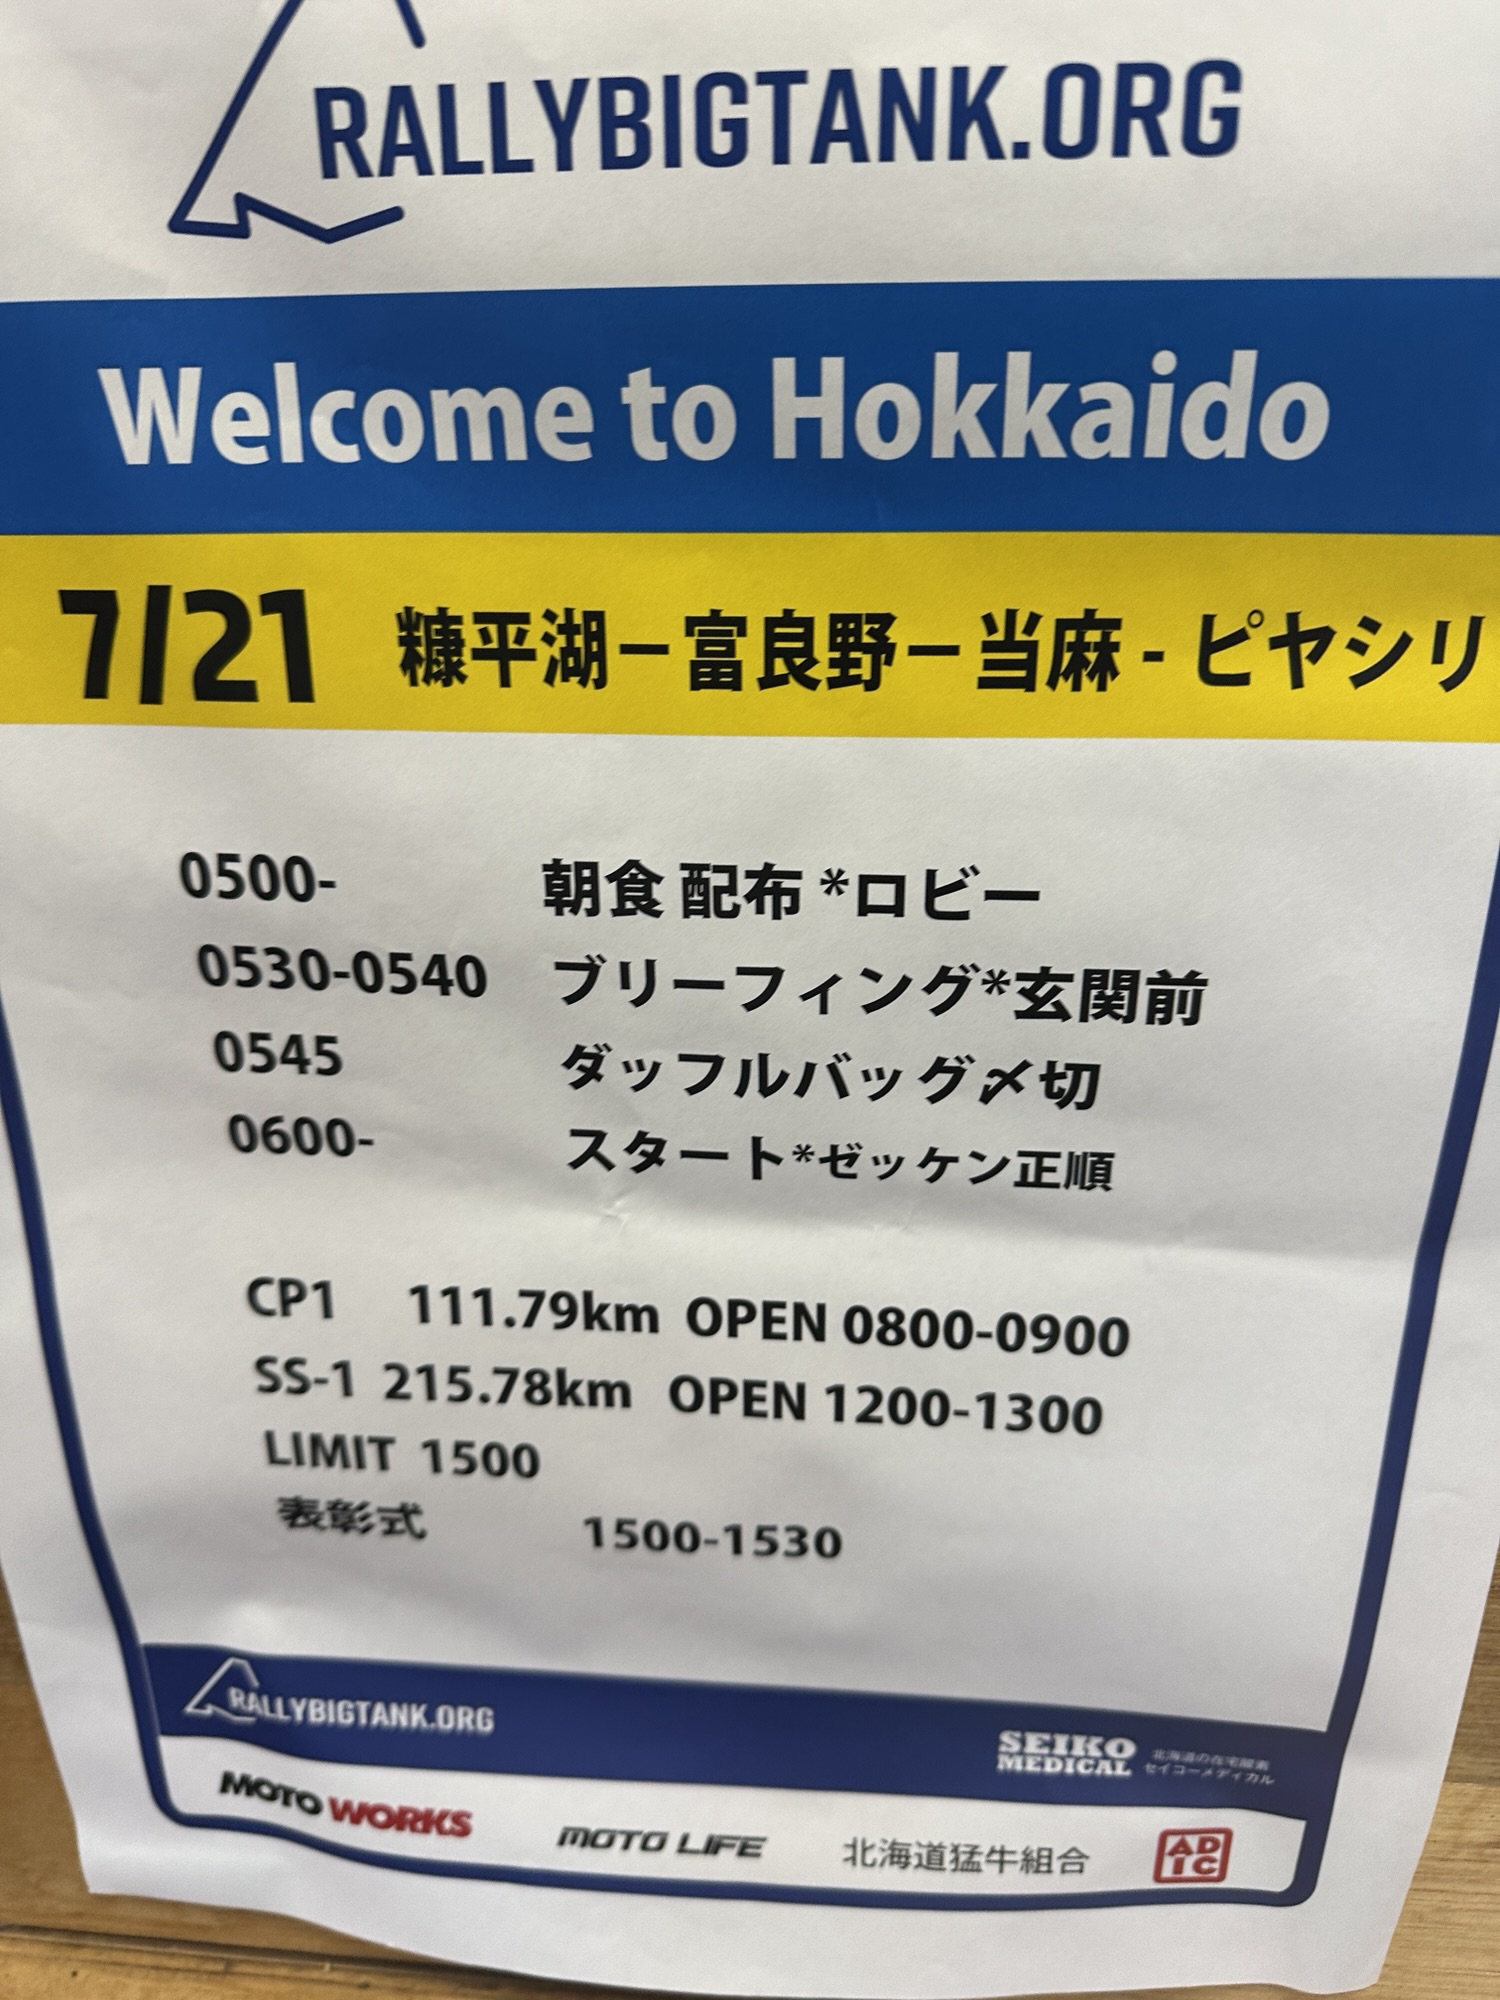 RALLYBIGTANK.ORG
Welcome to Hokkaido
7/21 糠平湖ー富良野ー当麻 - ピヤシリ
0500- 朝食 配布 *ロビー
0530-0540 ブリーフィング*玄関前
0545 ダッフルバッグ〆切
0600- スタート*ゼッケン正順
CP1 111.79km OPEN 0800-0900
SS-1 215.78km OPEN 1200-1300
LIMIT 1500
表彰式 1500-1530
RALLYBIGTANK.ORG
SEIKO MEDICAL 北海道の在宅酸素
セイコーメディカル
MOTO WORKS MOTO LIFE 北海道猛牛組合 ADIC